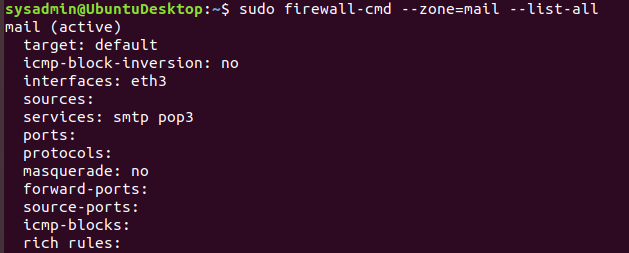 sysadmin@UbuntuDesktop:~$ sudo firewall-cmd --zone=mail --list-all
mail (active)
  target: default
  icmp-block-inversion: no
  interfaces: eth3
  sources:
  services: smtp pop3
  ports:
  protocols:
  masquerade: no
  forward-ports:
  source-ports:
  icmp-blocks:
  rich rules: